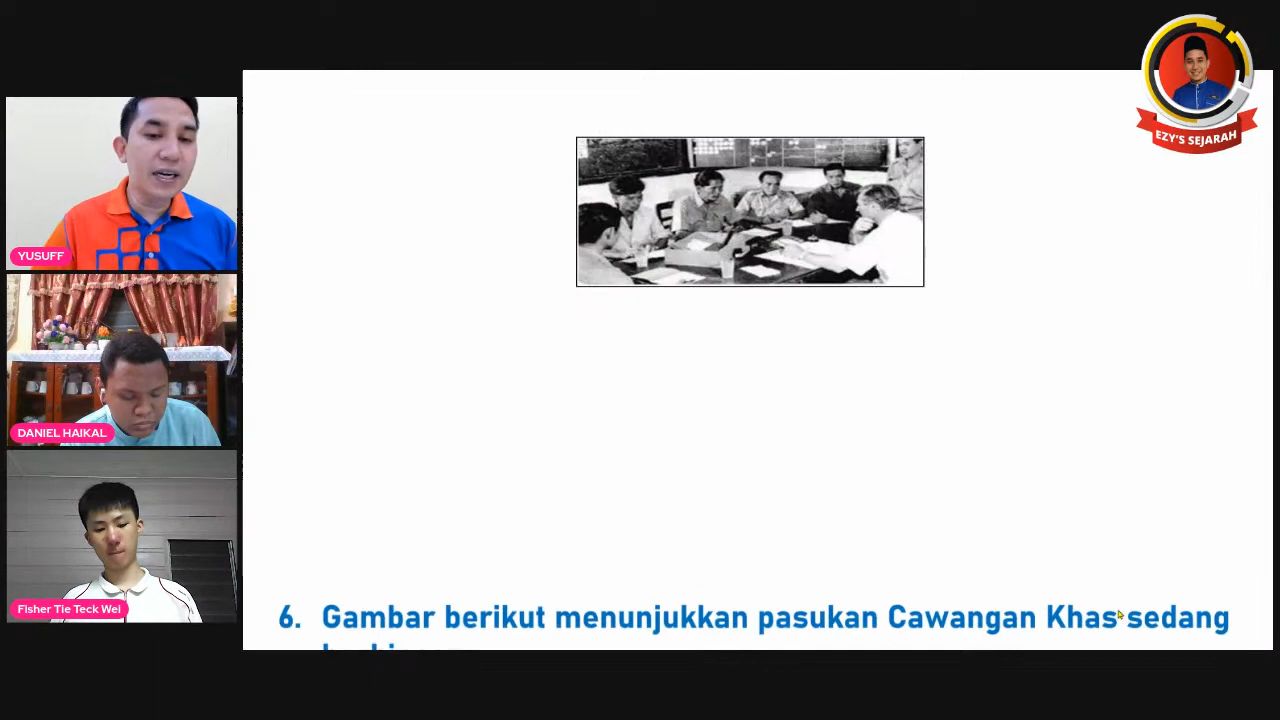 EZY'S SEJARAH
YUSUFF
DANIEL HAIKAL
Fisher Tie Teck Wei
6. Gambar berikut menunjukkan pasukan Cawangan Khas sedang